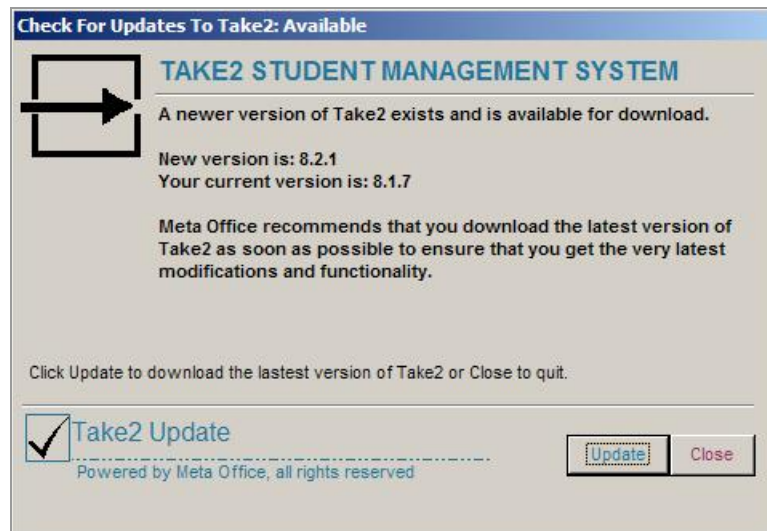 Check For Updates To Take2: Available
TAKE2 STUDENT MANAGEMENT SYSTEM
A newer version of Take2 exists and is available for download.
New version is: 8.2.1
Your current version is: 8.1.7
Meta Office recommends that you download the latest version of
Take2 as soon as possible to ensure that you get the very latest
modifications and functionality.
Click Update to download the lastest version of Take2 or Close to quit.
Take2 Update
Powered by Meta Office, all rights reserved
Update
Close